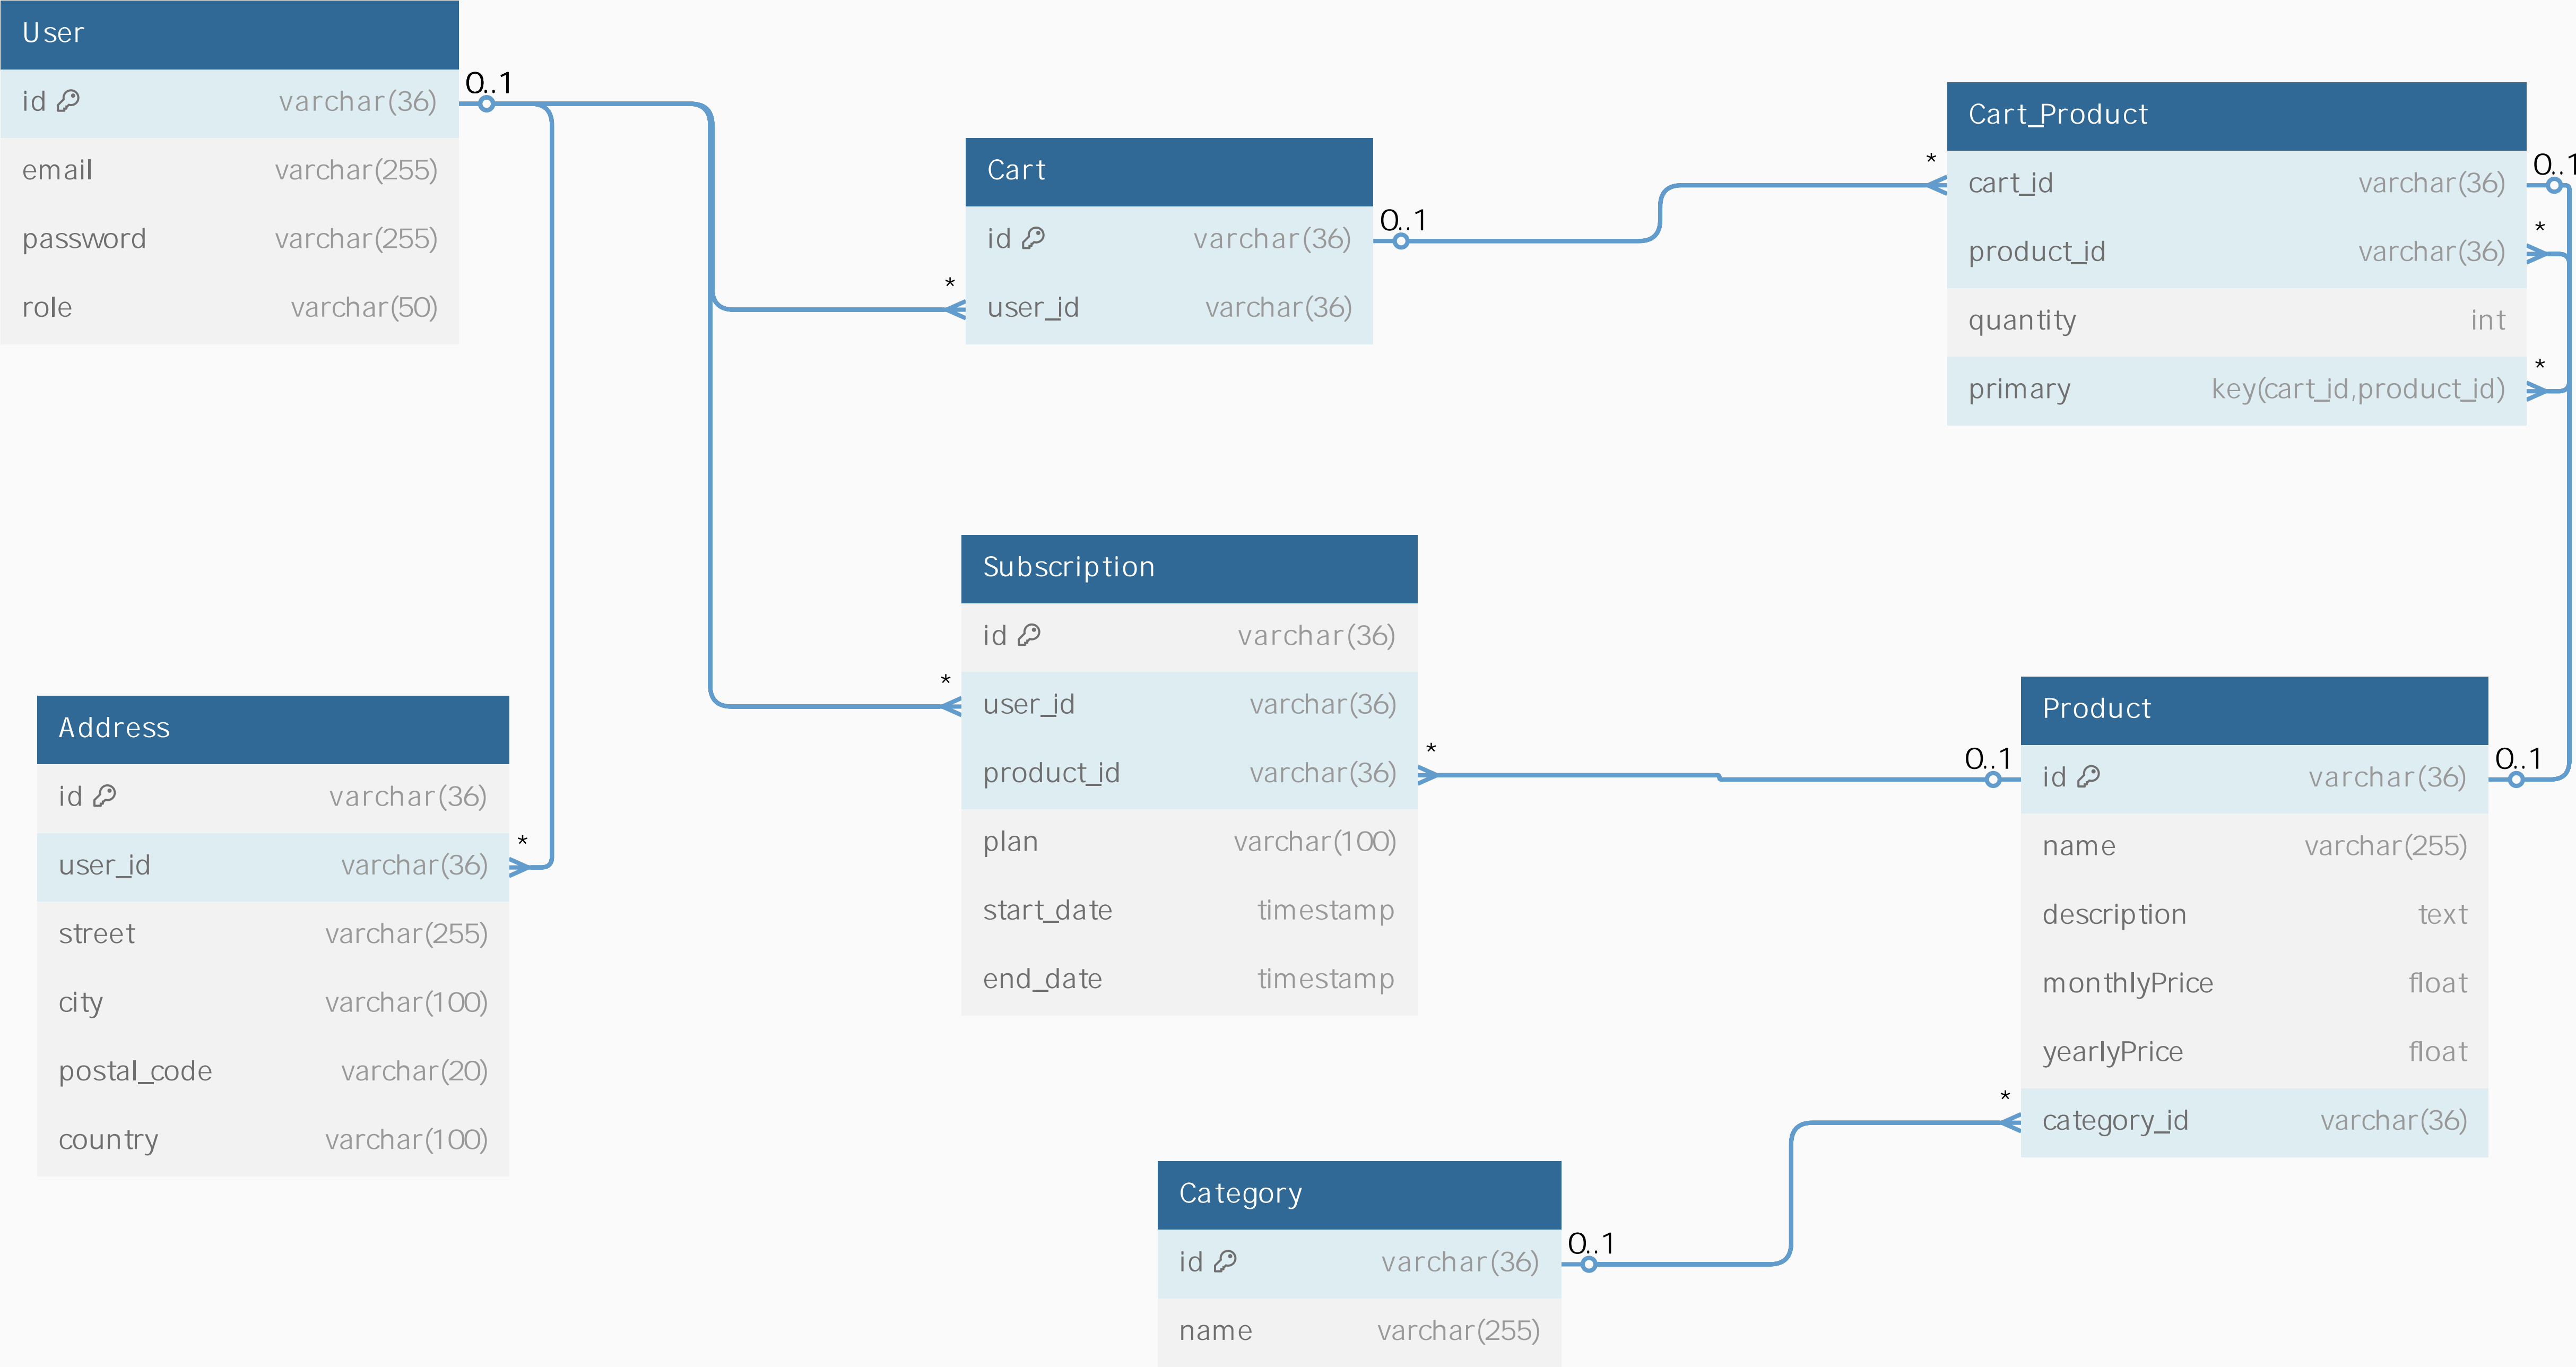 User
id varchar(36)
email varchar(255)
password varchar(255)
role varchar(50)
0..1
Cart
id varchar(36)
user_id varchar(36)
0..1
*
Cart_Product
cart_id varchar(36)
product_id varchar(36)
quantity int
primary key(cart_id,product_id)
*
0..1
*
*
Subscription
id varchar(36)
user_id varchar(36)
product_id varchar(36)
plan varchar(100)
start_date timestamp
end_date timestamp
*
*
Address
id varchar(36)
user_id varchar(36)
street varchar(255)
city varchar(100)
postal_code varchar(20)
country varchar(100)
*
Product
id varchar(36)
name varchar(255)
description text
monthlyPrice float
yearlyPrice float
category_id varchar(36)
0..1
0..1
*
Category
id varchar(36)
name varchar(255)
0..1